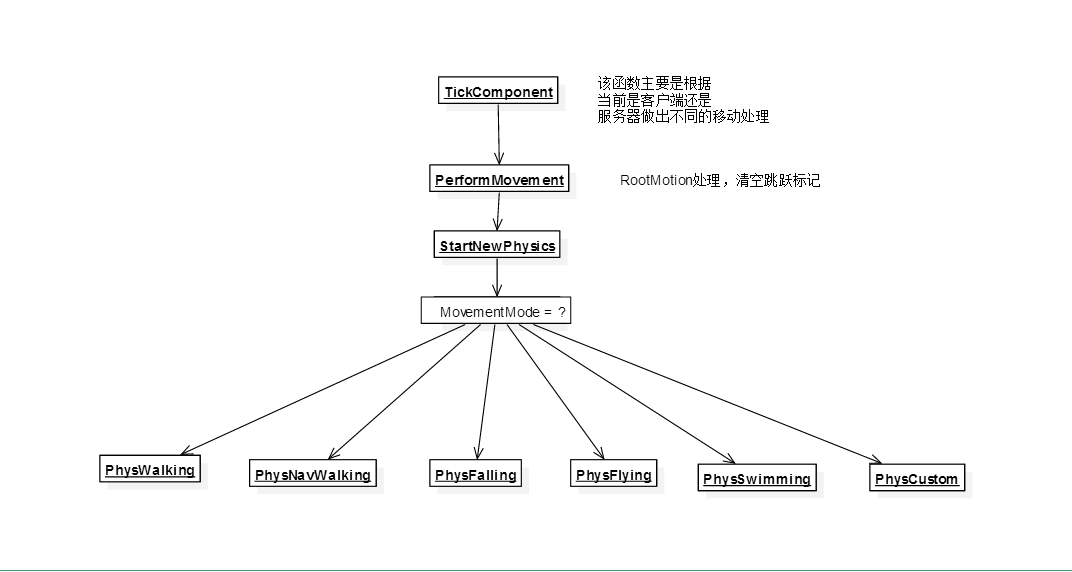 TickComponent
该函数主要是根据
当前是客户端还是
服务器做出不同的移动处理
PerformMovement
RootMotion处理，清空跳跃标记
StartNewPhysics
MovementMode = ?
PhysWalking
PhysNavWalking
PhysFalling
PhysFlying
PhysSwimming
PhysCustom